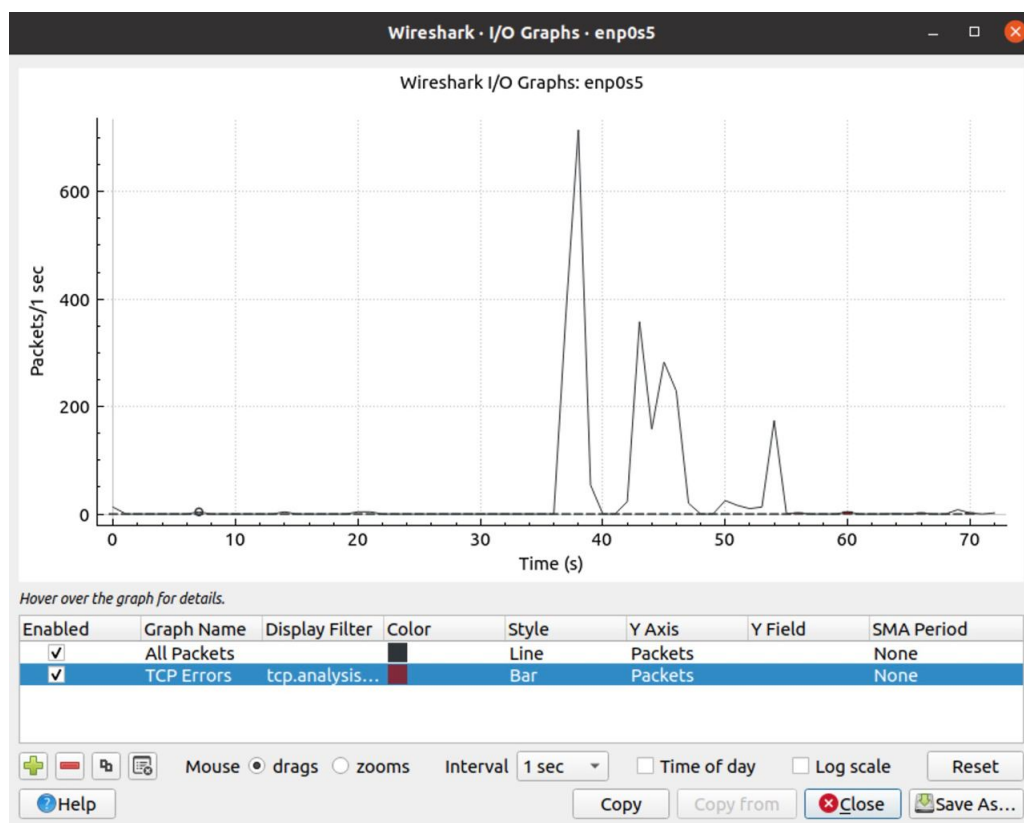 Wireshark · I/O Graphs · enp0s5
Wireshark I/O Graphs: enp0s5
Packets/1 sec
600
400
200
0
0 10 20 30 40 50 60 70
Time (s)
Hover over the graph for details.
Enabled Graph Name Display Filter Color Style Y Axis Y Field SMA Period
All Packets Line Packets None
TCP Errors tcp.analysis... Bar Packets None
Mouse drags zooms Interval 1 sec Time of day Log scale Reset
Help Copy Copy from Close Save As...